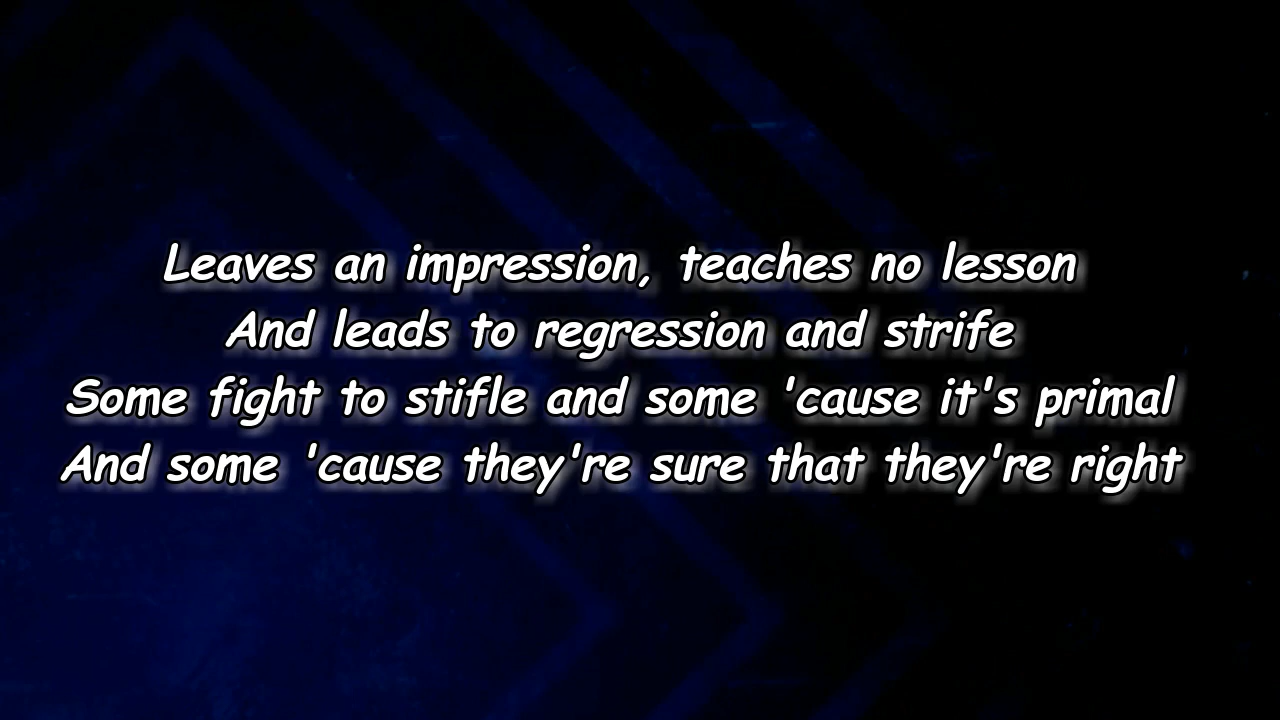 Leaves an impression, teaches no lesson
And leads to regression and strife
Some fight to stifle and some 'cause it's primal
And some 'cause they're sure that they're right